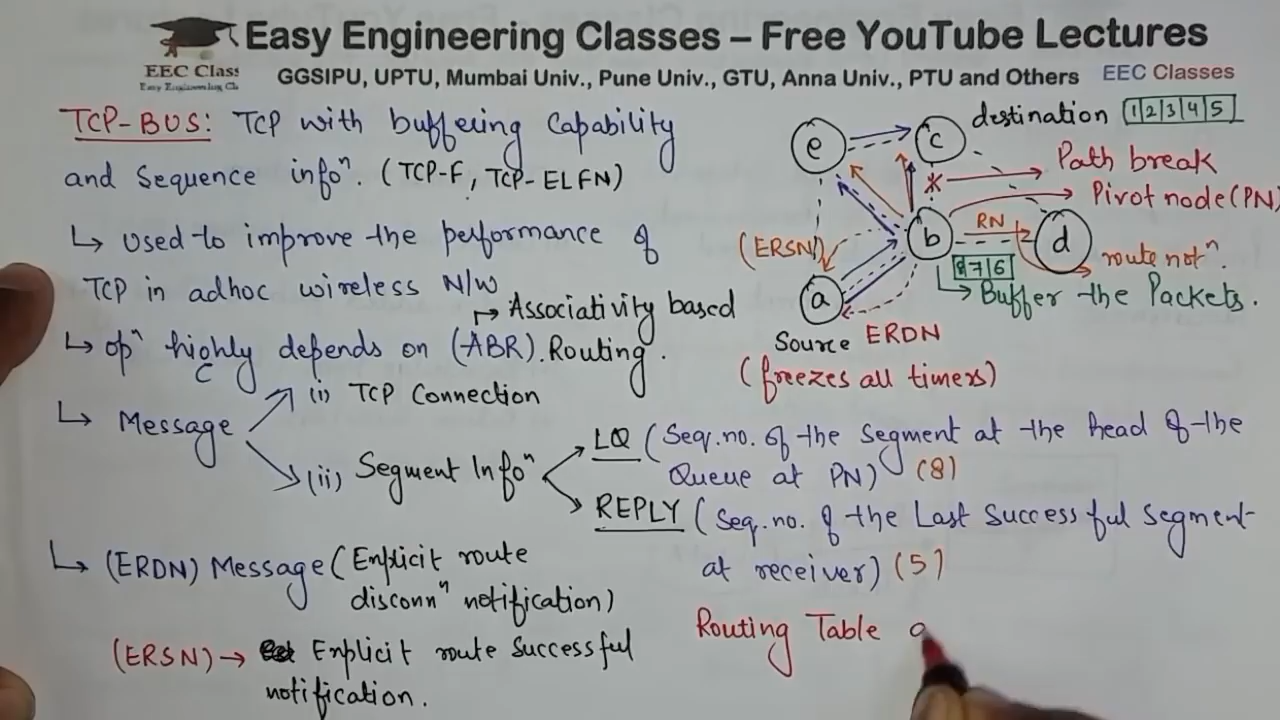 Easy Engineering Classes – Free YouTube Lectures
EEC Class
GGSIPU, UPTU, Mumbai Univ., Pune Univ., GTU, Anna Univ., PTU and Others
EEC Classes
TCP-BUS: TCP with buffering Capability
and Sequence infoⁿ. (TCP-F, TCP-ELFN)
↳ Used to improve the performance of
TCP in adhoc wireless N/W
↳ opⁿ highly depends on (ABR). Routing.
↱ Associativity based
C
↳ Message
(i) TCP Connection
(ii) Segment Infoⁿ
LQ (Seq.no. of the Segment at the head of the
Queue at PN) (8)
REPLY (Seq.no. of the Last Successful segment
at receiver) (5)
↳ (ERDN) Message (Explicit route
disconnⁿ notification)
(ERSN) → Explicit route Successful
notification.
Routing Table
e
c
destination 1 2 3 4 5
Path break
Pivot node (PN)
b
RN
d
route notⁿ.
(ERSN)
8 7 6
↳ Buffer the Packets.
a
Source ERDN
(freezes all timers)